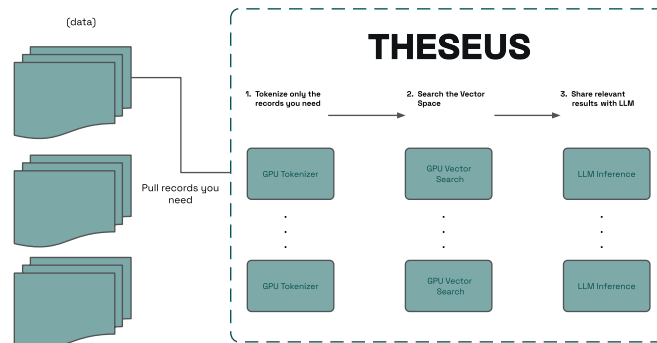 (data)
THESEUS
1. Tokenize only the
records you need
2. Search the Vector
Space
3. Share relevant
results with LLM
Pull records you
need
GPU Tokenizer
GPU Vector
Search
LLM Inference
GPU Tokenizer
GPU Vector
Search
LLM Inference